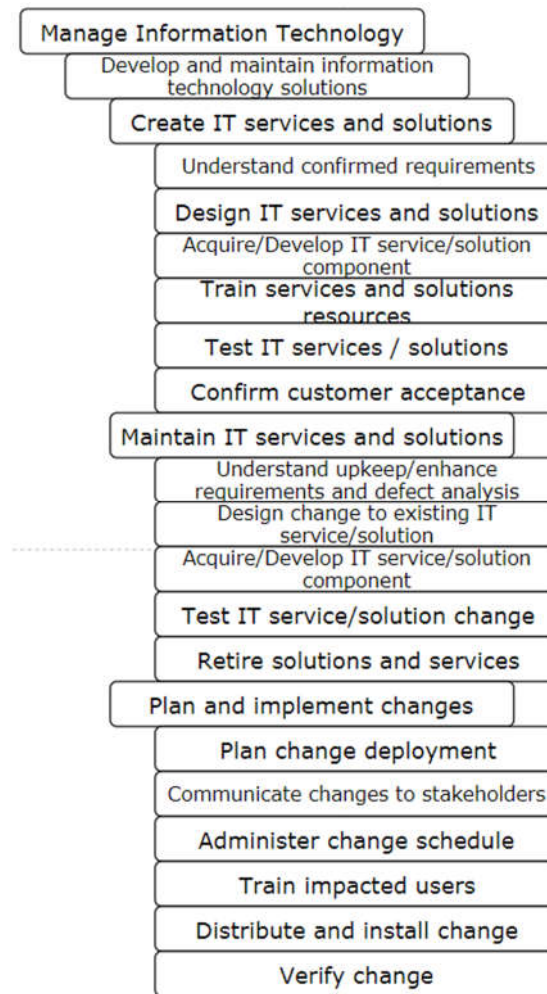 Manage Information Technology
Develop and maintain information
technology solutions
Create IT services and solutions
Understand confirmed requirements
Design IT services and solutions
Acquire/Develop IT service/solution
component
Train services and solutions
resources
Test IT services / solutions
Confirm customer acceptance
Maintain IT services and solutions
Understand upkeep/enhance
requirements and defect analysis
Design change to existing IT
service/solution
Acquire/Develop IT service/solution
component
Test IT service/solution change
Retire solutions and services
Plan and implement changes
Plan change deployment
Communicate changes to stakeholders
Administer change schedule
Train impacted users
Distribute and install change
Verify change